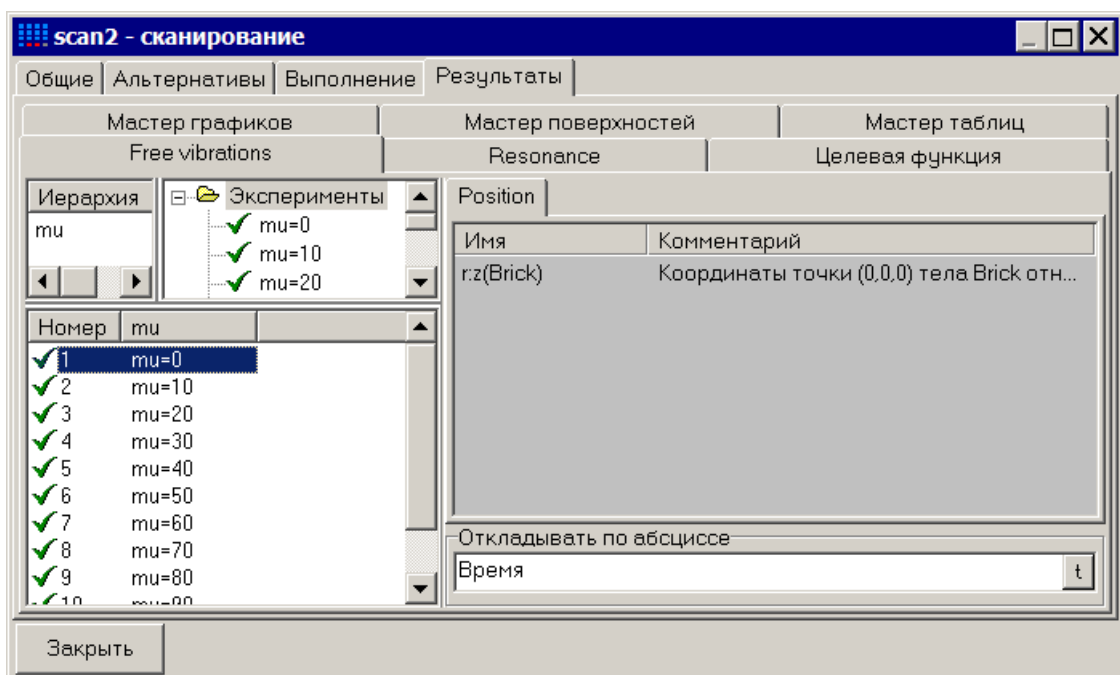 scan2 - сканирование
Общие Альтернативы Выполнение Результаты
Мастер графиков Мастер поверхностей Мастер таблиц
Free vibrations Resonance Целевая функция
Иерархия
mu
Эксперименты
mu=0
mu=10
mu=20
Номер mu
1 mu=0
2 mu=10
3 mu=20
4 mu=30
5 mu=40
6 mu=50
7 mu=60
8 mu=70
9 mu=80
10 mu=90
Position
Имя Комментарий
r:z(Brick) Координаты точки (0,0,0) тела Brick отн...
Откладывать по абсциссе
Время t
Закрыть